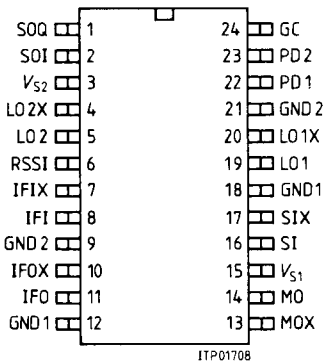 SOQ 1 24 GC
SOI 2 23 PD2
VS2 3 22 PD1
LO2X 4 21 GND2
LO2 5 20 LO1X
RSSI 6 19 LO1
IFIX 7 18 GND1
IFI 8 17 SIX
GND2 9 16 SI
IFOX 10 15 VS1
IFO 11 14 MO
GND1 12 13 MOX
ITP01708